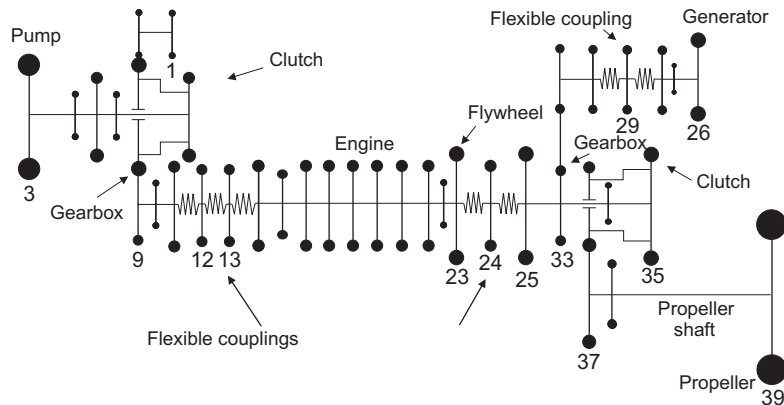 Flexible coupling
Generator
Pump
1
Clutch
29
26
Engine
Flywheel
Gearbox
3
Clutch
Gearbox
9
12
13
23
24
25
33
35
Flexible couplings
Propeller
shaft
37
Propeller
39